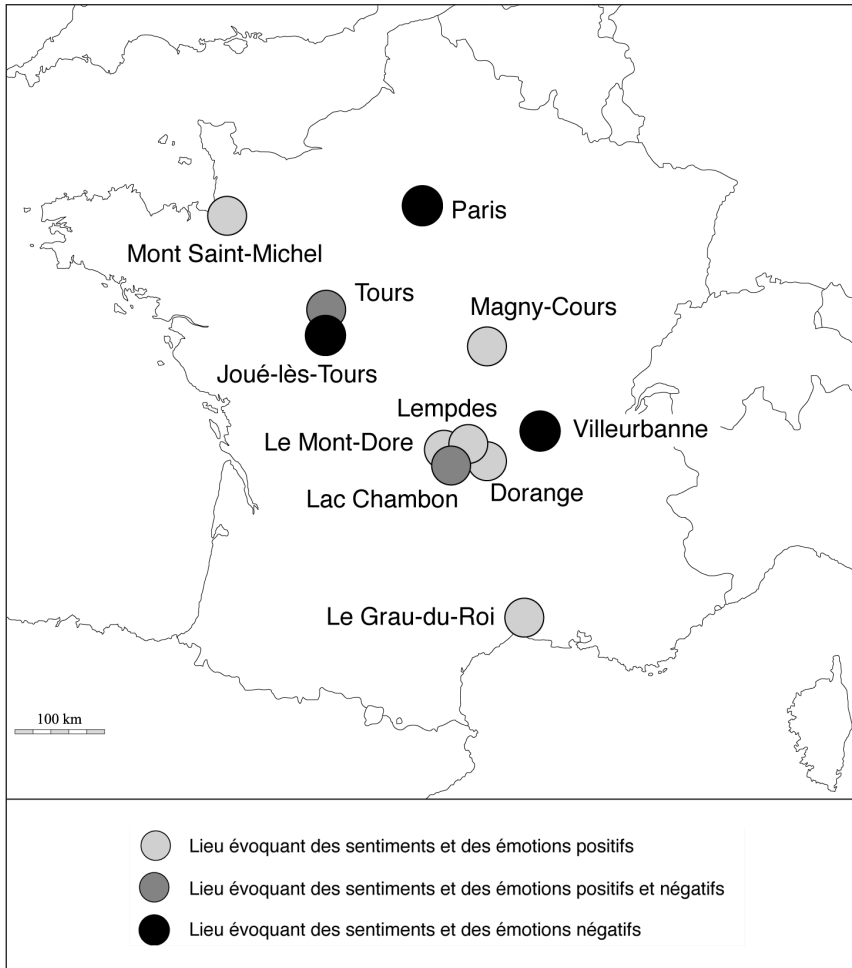 Paris
Mont Saint-Michel
Tours
Magny-Cours
Joué-lès-Tours
Lempdes
Le Mont-Dore
Villeurbanne
Lac Chambon
Dorange
Le Grau-du-Roi
100 km
Lieu évoquant des sentiments et des émotions positifs
Lieu évoquant des sentiments et des émotions positifs et négatifs
Lieu évoquant des sentiments et des émotions négatifs